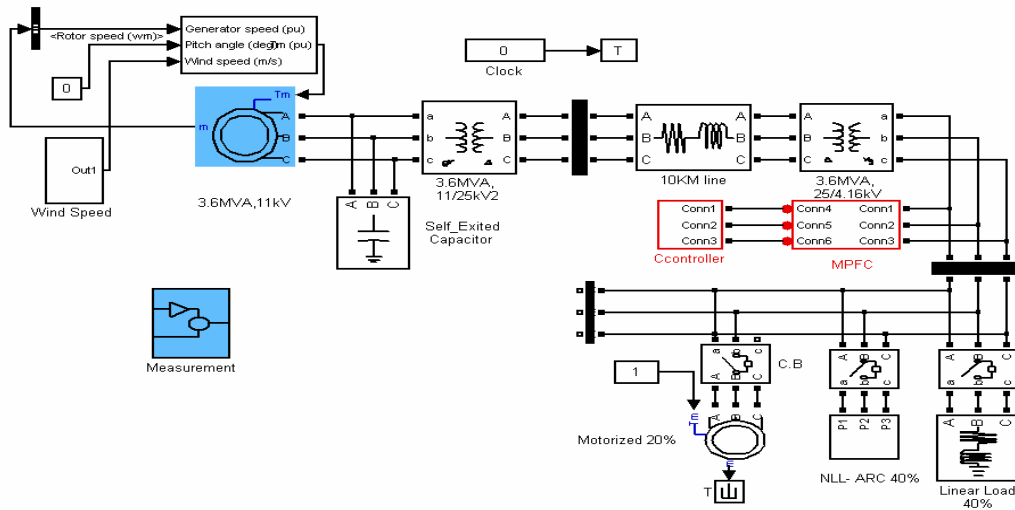 Generator speed (pu)
<Rotor speed (wm)>
Pitch angle (deg)
Tm (pu)
Wind speed (m/s)
0
Clock
T
0
Tm
m
A
B
C
Out1
Wind Speed
3.6MVA,11kV
A B C
Self_Exited
Capacitor
a
b
c
A
B
C
3.6MVA,
11/25kV2
A
B
C
A
B
C
10KM line
A
B
C
a
b
c
3.6MVA,
25/4.16kV
Conn1
Conn2
Conn3
Ccontroller
Conn4
Conn5
Conn6
Conn1
Conn2
Conn3
MPFC
Measurement
a b c
A B C
C.B
1
Tm
A B C
m
Motorized 20%
T
A B C
a b c
P1 P2 P3
NLL- ARC 40%
A B C
a b c
A B C
Linear Load
40%